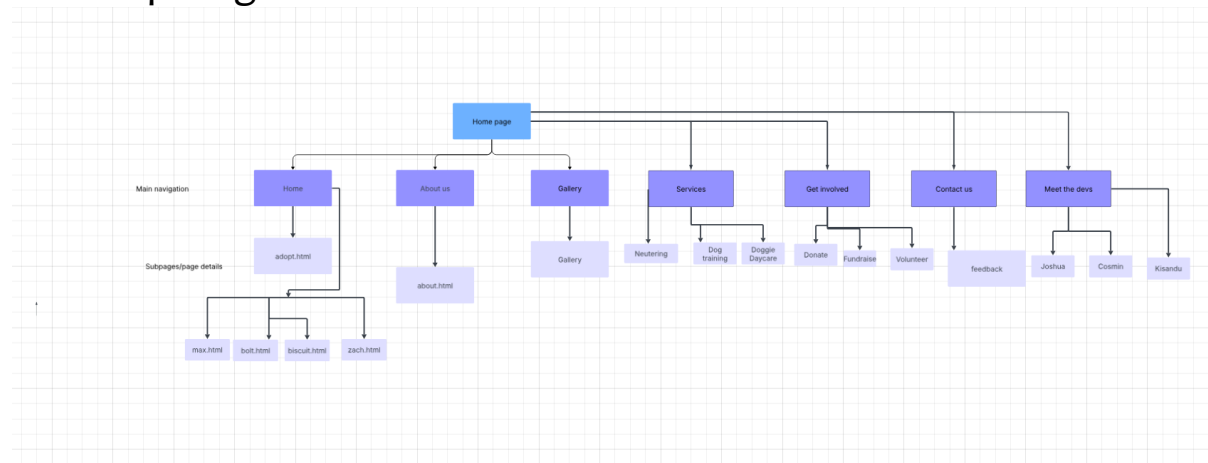 Home page
Main navigation
Home
About us
Gallery
Services
Get involved
Contact us
Meet the devs
Subpages/page details
adopt.html
about.html
Gallery
Neutering
Dog
training
Doggie
Daycare
Donate
Fundraise
Volunteer
feedback
Joshua
Cosmin
Kisandu
max.html
bolt.html
biscuit.html
zach.html